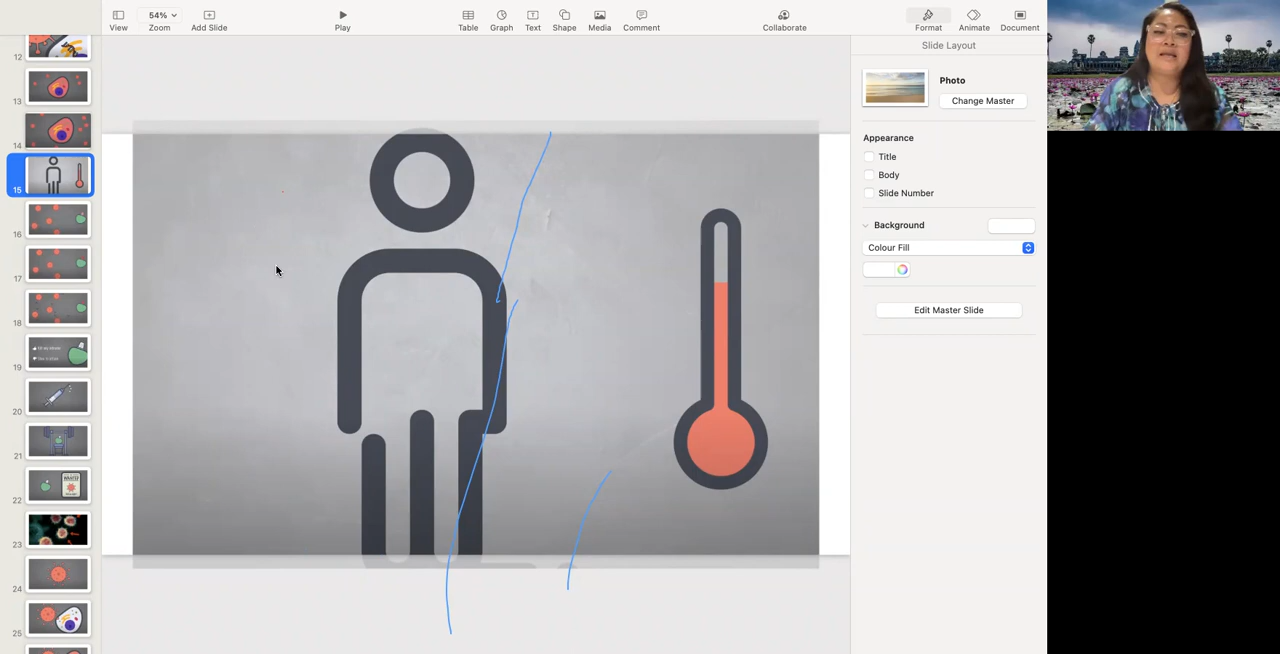 View
54%
Zoom
Add Slide
Play
Table
Graph
Text
Shape
Media
Comment
Collaborate
Format
Animate
Document
Slide Layout
Photo
Change Master
Appearance
Title
Body
Slide Number
Background
Colour Fill
Edit Master Slide
12
13
14
15
16
17
18
19
20
21
22
23
24
25